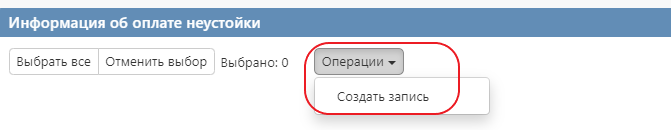 Информация об оплате неустойки
Выбрать все Отменить выбор Выбрано: 0 Операции
Создать запись